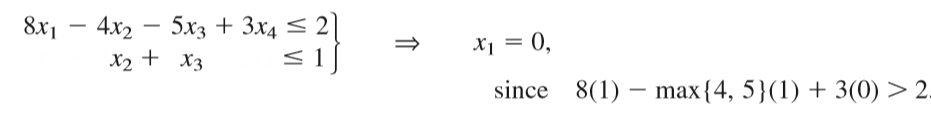 8x₁ − 4x₂ − 5x₃ + 3x₄ ≤ 2 }
x₂ + x₃ ≤ 1 } ⇒ x₁ = 0,
since 8(1) − max{4, 5}(1) + 3(0) > 2.